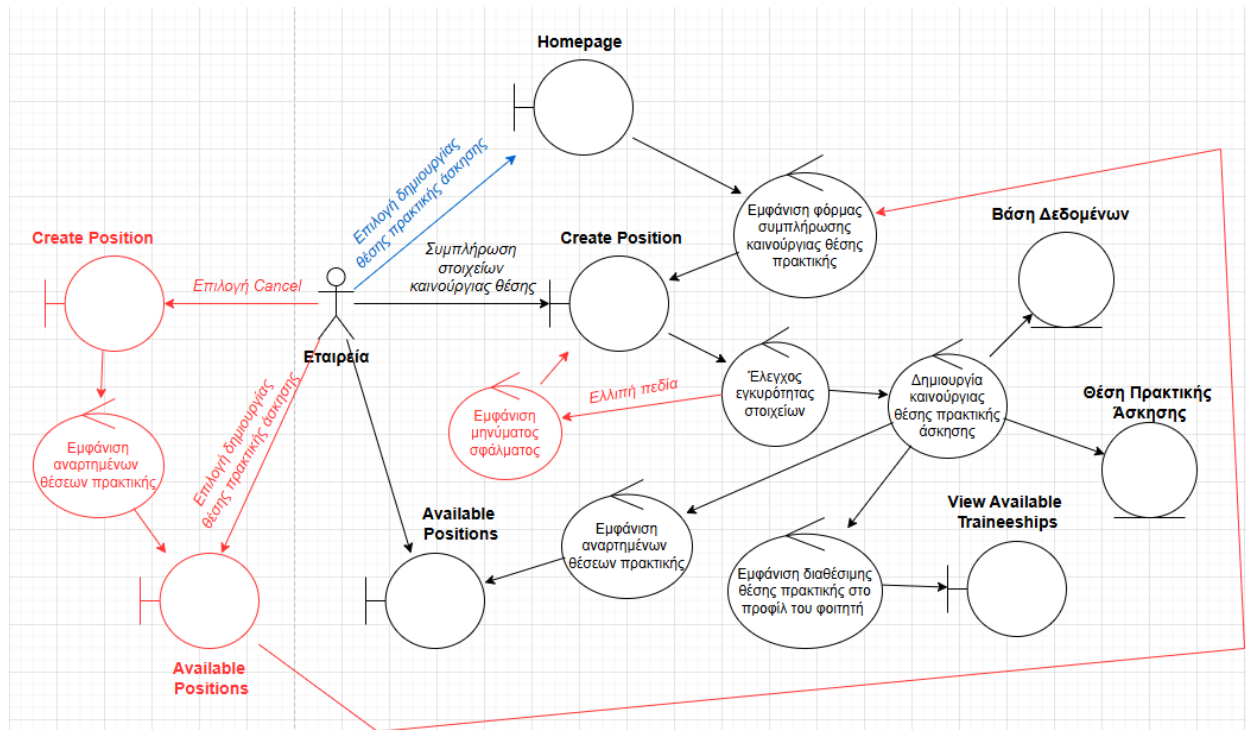 Homepage
Επιλογή δημιουργίας
θέσης πρακτική άσκησης
Εμφάνιση φόρμας
συμπλήρωσης
καινούργιας θέσης
πρακτικής
Βάση Δεδομένων
Create Position
Επιλογή Cancel
Συμπλήρωση
στοιχείων
καινούργιας θέσης
Create Position
Εταιρεία
Έλεγχος
εγκυρότητας
στοιχείων
Ελλιπή πεδία
Εμφάνιση
μηνύματος
σφάλματος
Δημιουργία
καινούργιας
θέσης πρακτικής
άσκησης
Θέση Πρακτικής
Άσκησης
Εμφάνιση
αναρτημένων
θέσεων πρακτικής
Επιλογή δημιουργίας
θέσης πρακτική άσκησης
Available
Positions
Εμφάνιση
αναρτημένων
θέσεων πρακτικής
View Available
Traineeships
Εμφάνιση διαθέσιμης
θέσης πρακτικής στο
προφίλ του φοιτητή
Available
Positions